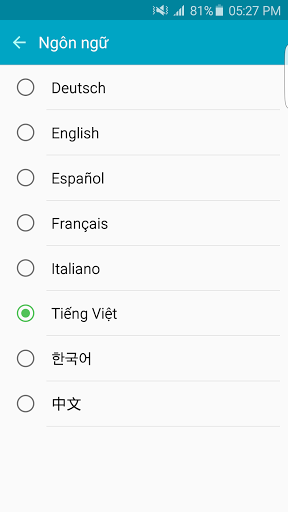 81% 05:27 PM
Ngôn ngữ
Deutsch
English
Español
Français
Italiano
Tiếng Việt
한국어
中文